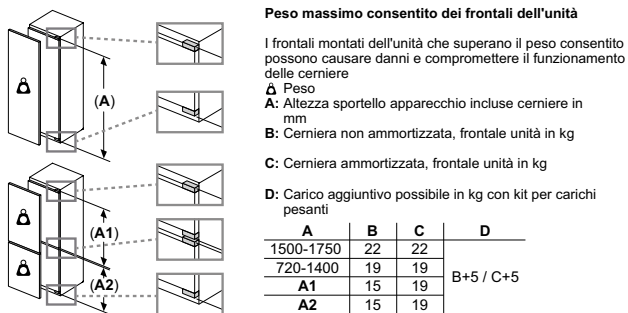 Peso massimo consentito dei frontali dell'unità
I frontali montati dell'unità che superano il peso consentito
possono causare danni e compromettere il funzionamento
delle cerniere
Peso
A: Altezza sportello apparecchio incluse cerniere in
mm
B: Cerniera non ammortizzata, frontale unità in kg
C: Cerniera ammortizzata, frontale unità in kg
D: Carico aggiuntivo possibile in kg con kit per carichi
pesanti
A B C D
1500-1750 22 22
720-1400 19 19
B+5 / C+5
A1 15 19
A2 15 19
(A)
(A1)
(A2)